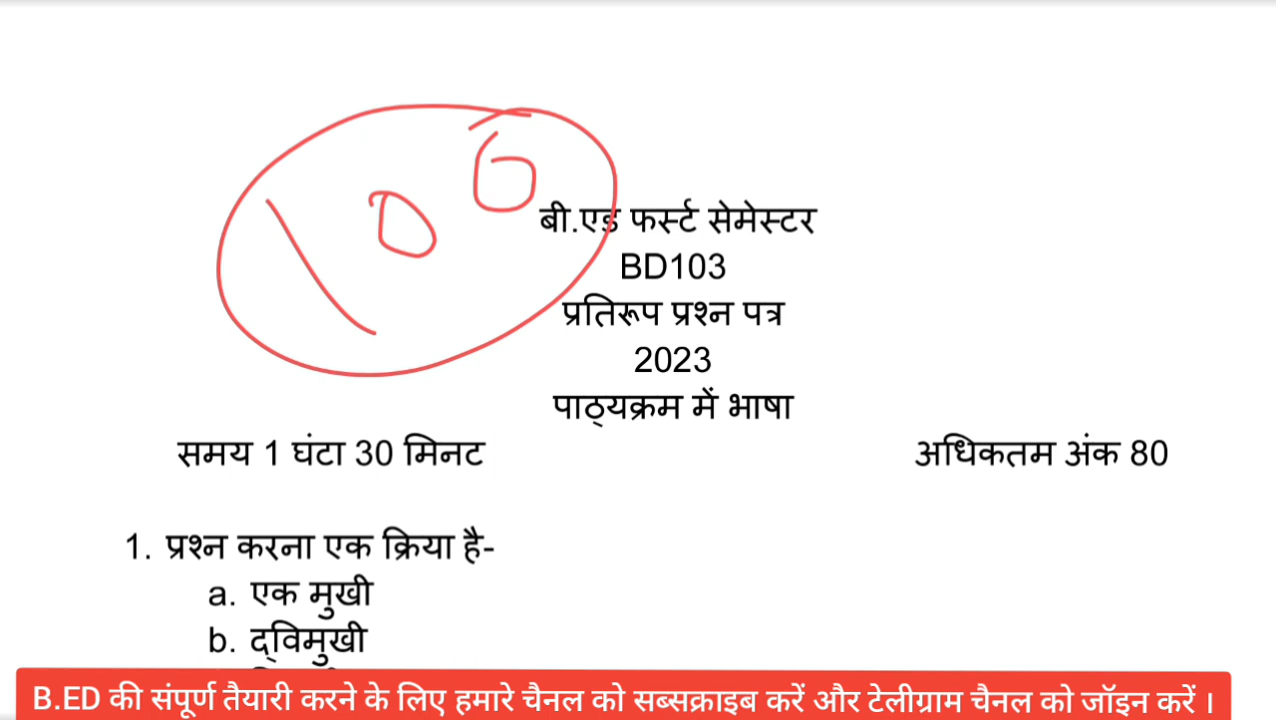 100
बी.एड फर्स्ट सेमेस्टर
BD103
प्रतिरूप प्रश्न पत्र
2023
पाठ्यक्रम में भाषा
समय 1 घंटा 30 मिनट अधिकतम अंक 80
1. प्रश्न करना एक क्रिया है-
a. एक मुखी
b. द्विमुखी
B.ED की संपूर्ण तैयारी करने के लिए हमारे चैनल को सब्सक्राइब करें और टेलीग्राम चैनल को जॉइन करें ।